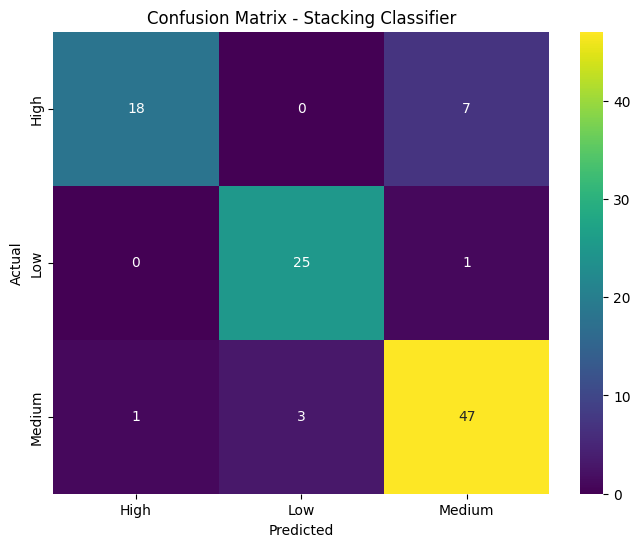 Confusion Matrix - Stacking Classifier
High
Low
Medium
Actual
18 0 7
0 25 1
1 3 47
High Low Medium
Predicted
40
30
20
10
0